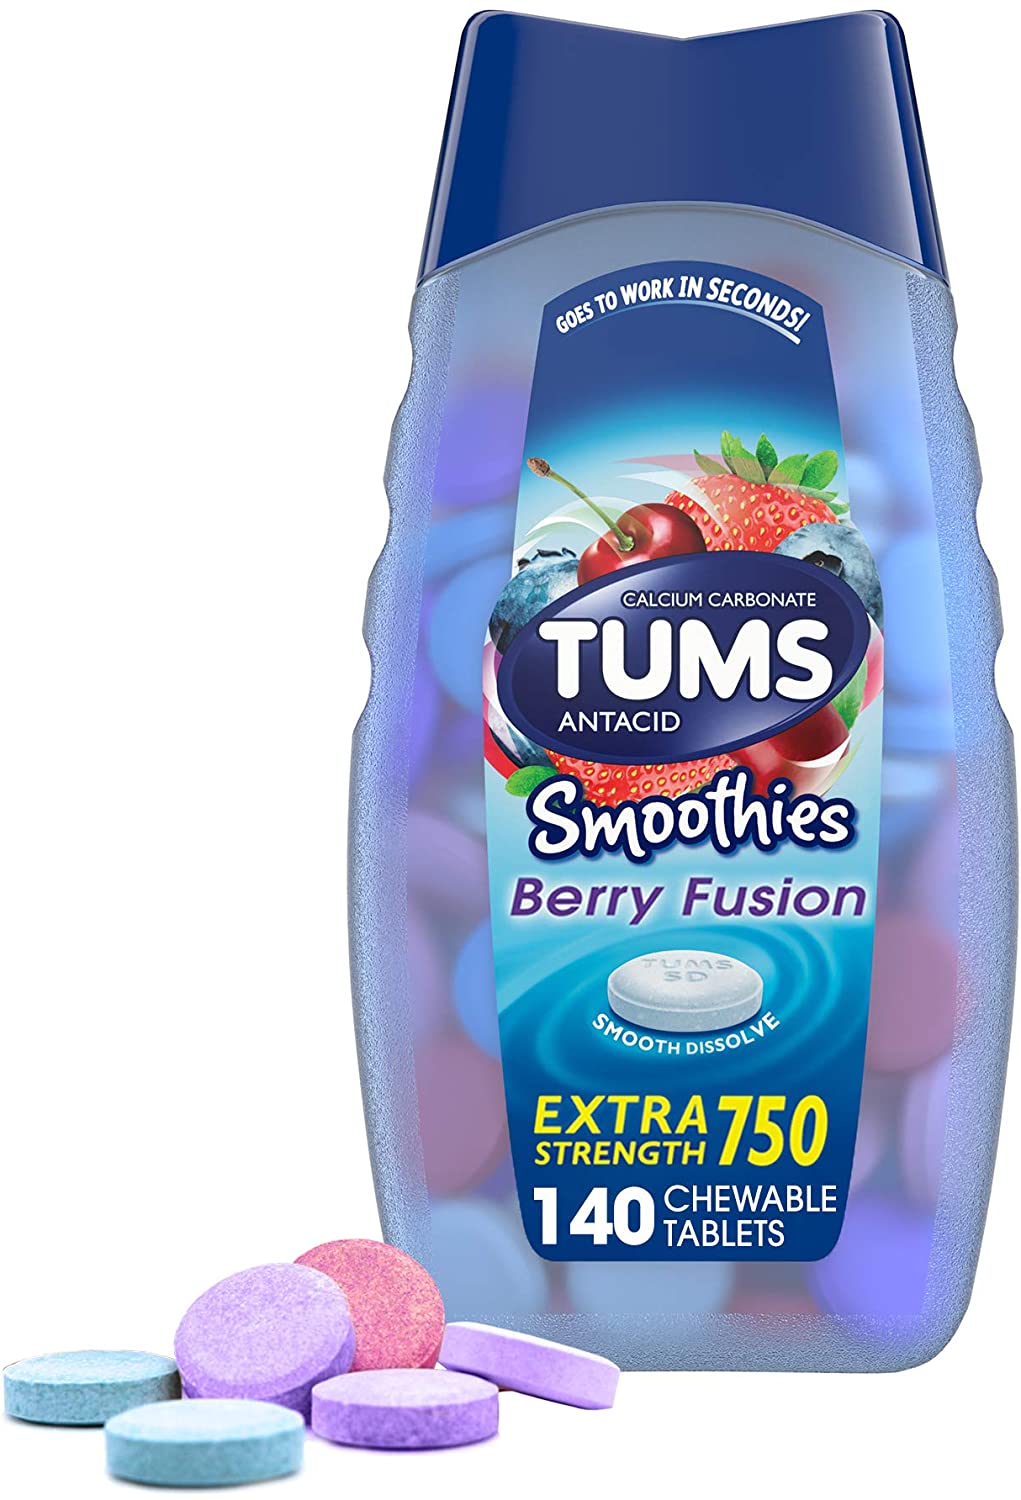 GOES TO WORK IN SECONDS!
CALCIUM CARBONATE
TUMS
ANTACID
Smoothies
Berry Fusion
TUMS
SD
SMOOTH DISSOLVE
EXTRA
STRENGTH 750
140 CHEWABLE
TABLETS